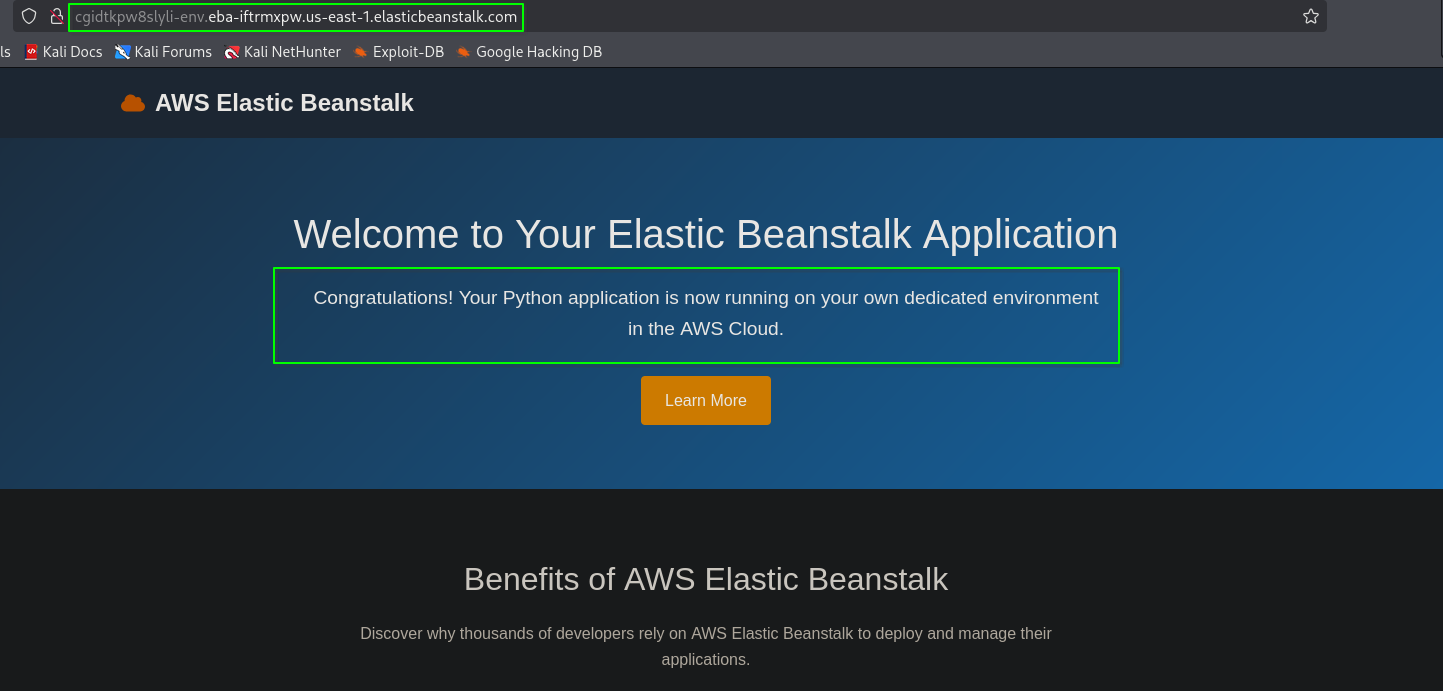 cgidtkpw8slyli-env.eba-iftrmxpw.us-east-1.elasticbeanstalk.com
ls Kali Docs Kali Forums Kali NetHunter Exploit-DB Google Hacking DB
AWS Elastic Beanstalk
Welcome to Your Elastic Beanstalk Application
Congratulations! Your Python application is now running on your own dedicated environment
in the AWS Cloud.
Learn More
Benefits of AWS Elastic Beanstalk
Discover why thousands of developers rely on AWS Elastic Beanstalk to deploy and manage their
applications.